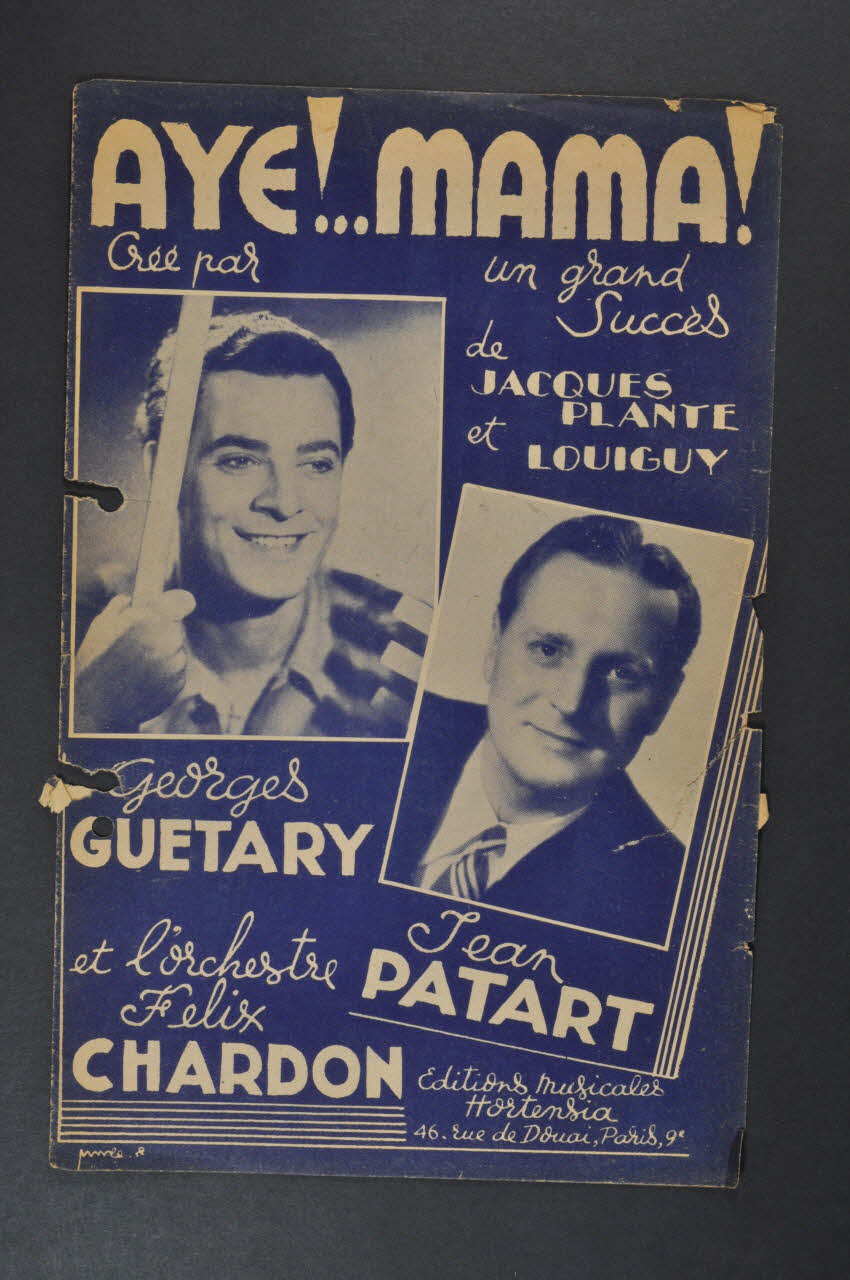 AYE!..MAMA!
Créé par
un grand
Succès
de
JACQUES
PLANTE
et
LOUIGUY
Georges
GUETARY
Jean
PATART
et l'orchestre
Felix
CHARDON
Editions Musicales
Hortensia
46. rue de Douai, Paris, 9e